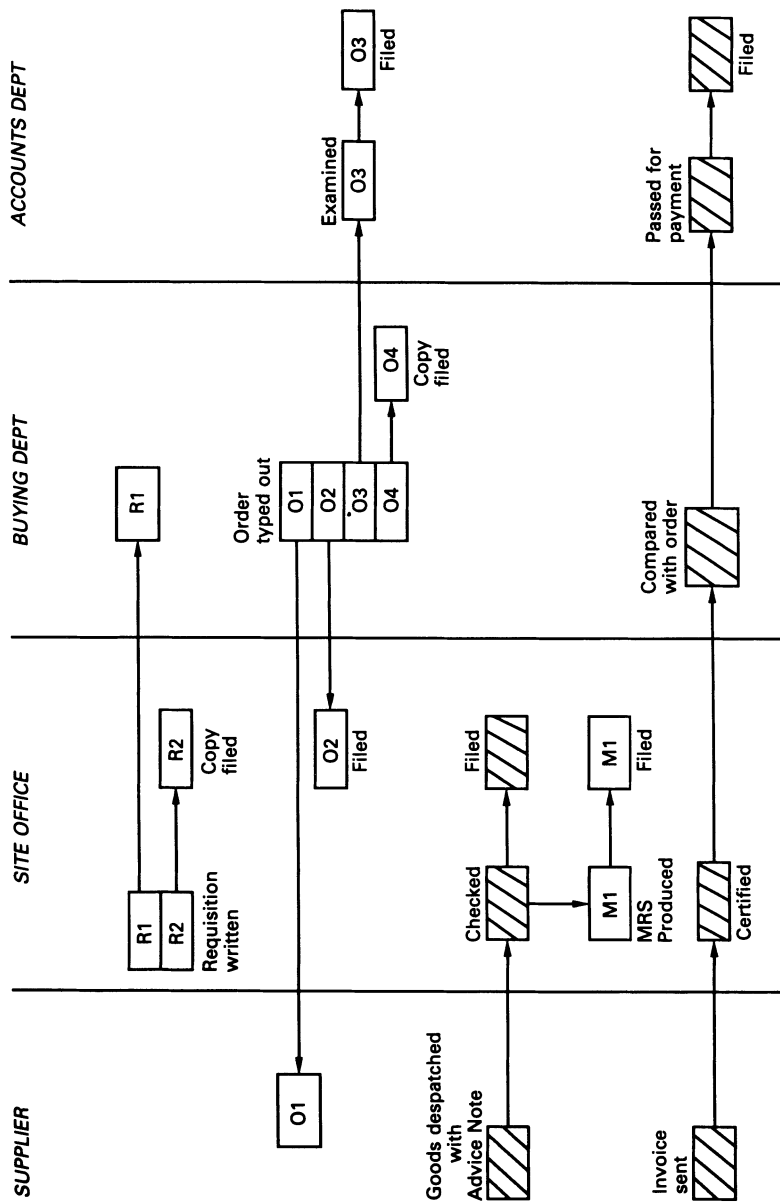 SUPPLIER
SITE OFFICE
BUYING DEPT
ACCOUNTS DEPT
R1
R2
Requisition
written
R2
Copy
filed
R1
O1
Order
typed out
O1
O2
O3
O4
O2
Filed
O4
Copy
filed
Examined
O3
O3
Filed
Goods despatched
with
Advice Note
Checked
Filed
M1
MRS
Produced
M1
Filed
Invoice
sent
Certified
Compared
with order
Passed for
payment
Filed